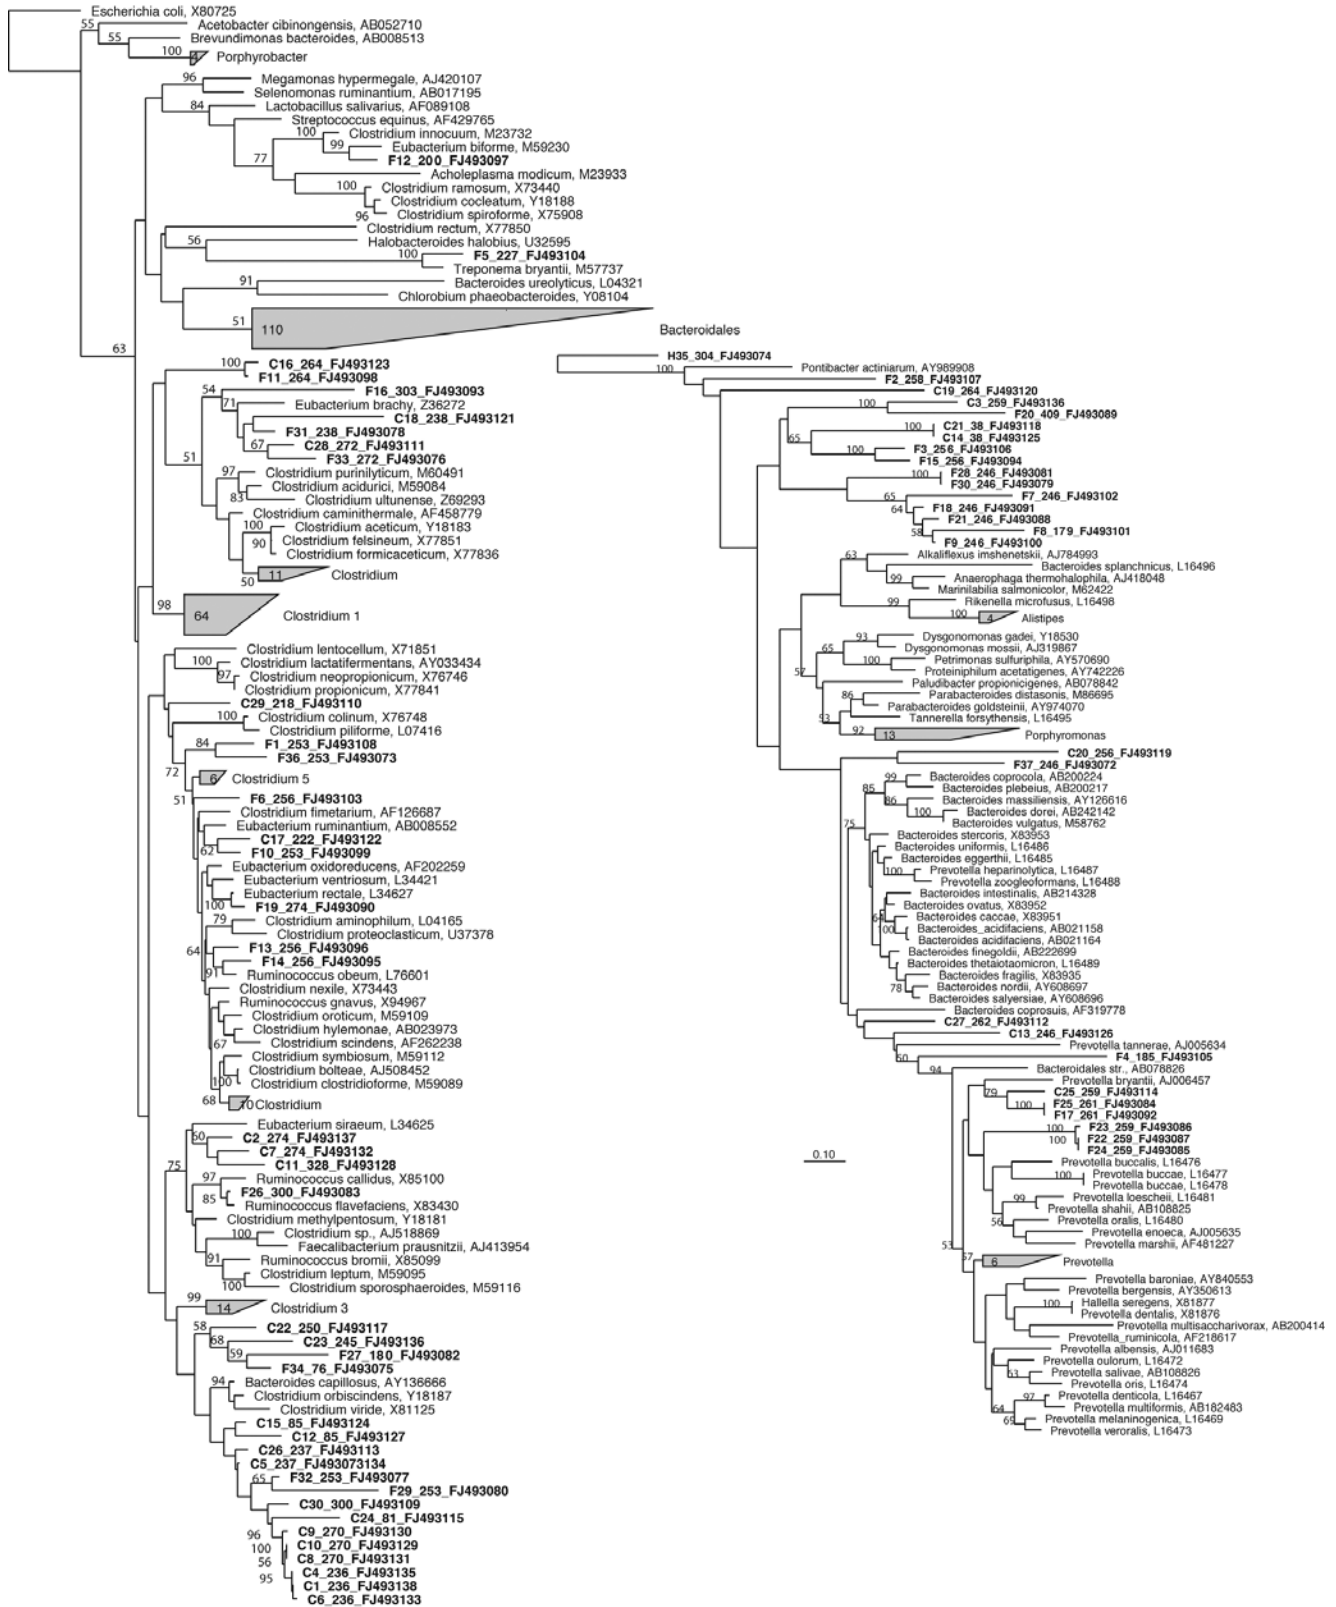 Escherichia coli, X80725
55
Acetobacter cibinongensis, AB052710
55
Brevundimonas bacteroides, AB008513
100
4
Porphyrobacter
96
Megamonas hypermegale, AJ420107
Selenomonas ruminantium, AB017195
84
Lactobacillus salivarius, AF089108
Streptococcus equinus, AF429765
100
Clostridium innocuum, M23732
99
Eubacterium biforme, M59230
77
F12_200_FJ493097
Acholeplasma modicum, M23933
100
Clostridium ramosum, X73440
Clostridium cocleatum, Y18188
96
Clostridium spiroforme, X75908
Clostridium rectum, X77850
56
Halobacteroides halobius, U32595
100
F5_227_FJ493104
Treponema bryantii, M57737
91
Bacteroides ureolyticus, L04321
Chlorobium phaeobacteroides, Y08104
51
110
Bacteroidales
63
100
C16_264_FJ493123
F11_264_FJ493098
54
F16_303_FJ493093
71
Eubacterium brachy, Z36272
C18_238_FJ493121
F31_238_FJ493078
67
C28_272_FJ493111
51
F33_272_FJ493076
97
Clostridium purinilyticum, M60491
Clostridium acidurici, M59084
83
Clostridium ultunense, Z69293
Clostridium caminithermale, AF458779
100
Clostridium aceticum, Y18183
90
Clostridium felsineum, X77851
Clostridium formicaceticum, X77836
50
11
Clostridium
98
64
Clostridium 1
Clostridium lentocellum, X71851
100
Clostridium lactatifermentans, AY033434
97
Clostridium neopropionicum, X76746
Clostridium propionicum, X77841
C29_218_FJ493110
100
Clostridium colinum, X76748
Clostridium piliforme, L07416
84
F1_253_FJ493108
F36_253_FJ493073
72
6
Clostridium 5
51
F6_256_FJ493103
Clostridium fimetarium, AF126687
Eubacterium ruminantium, AB008552
C17_222_FJ493122
62
F10_253_FJ493099
Eubacterium oxidoreducens, AF202259
Eubacterium ventriosum, L34421
Eubacterium rectale, L34627
100
F19_274_FJ493090
79
Clostridium aminophilum, L04165
Clostridium proteoclasticum, U37378
64
F13_256_FJ493096
F14_256_FJ493095
91
Ruminococcus obeum, L76601
Clostridium nexile, X73443
Ruminococcus gnavus, X94967
Clostridium oroticum, M59109
Clostridium hylemonae, AB023973
67
Clostridium scindens, AF262238
Clostridium symbiosum, M59112
Clostridium bolteae, AJ508452
100
Clostridium clostridioforme, M59089
68
10
Clostridium
Eubacterium siraeum, L34625
60
C2_274_FJ493137
C7_274_FJ493132
75
C11_328_FJ493128
97
Ruminococcus callidus, X85100
85
F26_300_FJ493083
Ruminococcus flavefaciens, X83430
Clostridium methylpentosum, Y18181
100
Clostridium sp., AJ518869
Faecalibacterium prausnitzii, AJ413954
91
Ruminococcus bromii, X85099
Clostridium leptum, M59095
100
Clostridium sporosphaeroides, M59116
99
14
Clostridium 3
58
C22_250_FJ493117
68
C23_245_FJ493136
59
F27_180_FJ493082
F34_76_FJ493075
94
Bacteroides capillosus, AY136666
Clostridium orbiscindens, Y18187
Clostridium viride, X81125
C15_85_FJ493124
C12_85_FJ493127
C26_237_FJ493113
C5_237_FJ493073134
65
F32_253_FJ493077
F29_253_FJ493080
C30_300_FJ493109
C24_81_FJ493115
96
C9_270_FJ493130
100
C10_270_FJ493129
56
C8_270_FJ493131
95
C4_236_FJ493135
C1_236_FJ493138
C6_236_FJ493133
H35_304_FJ493074
100
Pontibacter actiniarum, AY989908
F2_258_FJ493107
C19_264_FJ493120
100
C3_259_FJ493136
F20_409_FJ493089
100
C21_38_FJ493118
65
C14_38_FJ493125
100
F3_256_FJ493106
F15_256_FJ493094
100
F28_246_FJ493081
F30_246_FJ493079
65
F7_246_FJ493102
64
F18_246_FJ493091
F21_246_FJ493088
58
F8_179_FJ493101
F9_246_FJ493100
63
Alkaliflexus imshenetskii, AJ784993
Bacteroides splanchnicus, L16496
99
Anaerophaga thermohalophila, AJ418048
Marinilabilia salmonicolor, M62422
99
Rikenella microfusus, L16498
100
4
Alistipes
93
Dysgonomonas gadei, Y18530
65
Dysgonomonas mossii, AJ319867
100
Petrimonas sulfuriphila, AY570690
57
Proteiniphilum acetatigenes, AY742226
Paludibacter propionicigenes, AB078842
86
Parabacteroides distasonis, M86695
Parabacteroides goldsteinii, AY974070
53
Tannerella forsythensis, L16495
92
13
Porphyromonas
C20_256_FJ493119
F37_246_FJ493072
99
Bacteroides coprocola, AB200224
85
Bacteroides plebeius, AB200217
86
Bacteroides massiliensis, AY126616
100
Bacteroides dorei, AB242142
75
Bacteroides vulgatus, M58762
Bacteroides stercoris, X83953
Bacteroides uniformis, L16486
Bacteroides eggerthii, L16485
100
Prevotella heparinolytica, L16487
Prevotella zoogleoformans, L16488
Bacteroides intestinalis, AB214328
Bacteroides ovatus, X83952
64
Bacteroides caccae, X83951
100
Bacteroides_acidifaciens, AB021158
Bacteroides acidifaciens, AB021164
Bacteroides finegoldii, AB222699
Bacteroides thetaiotaomicron, L16489
Bacteroides fragilis, X83935
78
Bacteroides nordii, AY608697
Bacteroides salyersiae, AY608696
Bacteroides coprosuis, AF319778
C27_262_FJ493112
C13_246_FJ493126
Prevotella tannerae, AJ005634
50
F4_185_FJ493105
94
Bacteroidales str., AB078826
Prevotella bryantii, AJ006457
79
C25_259_FJ493114
100
F25_261_FJ493084
F17_261_FJ493092
100
F23_259_FJ493086
100
F22_259_FJ493087
F24_259_FJ493085
0.10
Prevotella buccalis, L16476
100
Prevotella buccae, L16477
Prevotella buccae, L16478
99
Prevotella loescheii, L16481
Prevotella shahii, AB108825
56
Prevotella oralis, L16480
Prevotella enoeca, AJ005635
53
Prevotella marshii, AF481227
57
6
Prevotella
Prevotella baroniae, AY840553
Prevotella bergensis, AY350613
100
Hallella seregens, X81877
Prevotella dentalis, X81876
Prevotella multisaccharivorax, AB200414
Prevotella_ruminicola, AF218617
Prevotella albensis, AJ011683
Prevotella oulorum, L16472
53
Prevotella salivae, AB108826
Prevotella oris, L16474
97
Prevotella denticola, L16467
64
Prevotella multiformis, AB182483
69
Prevotella melaninogenica, L16469
Prevotella veroralis, L16473